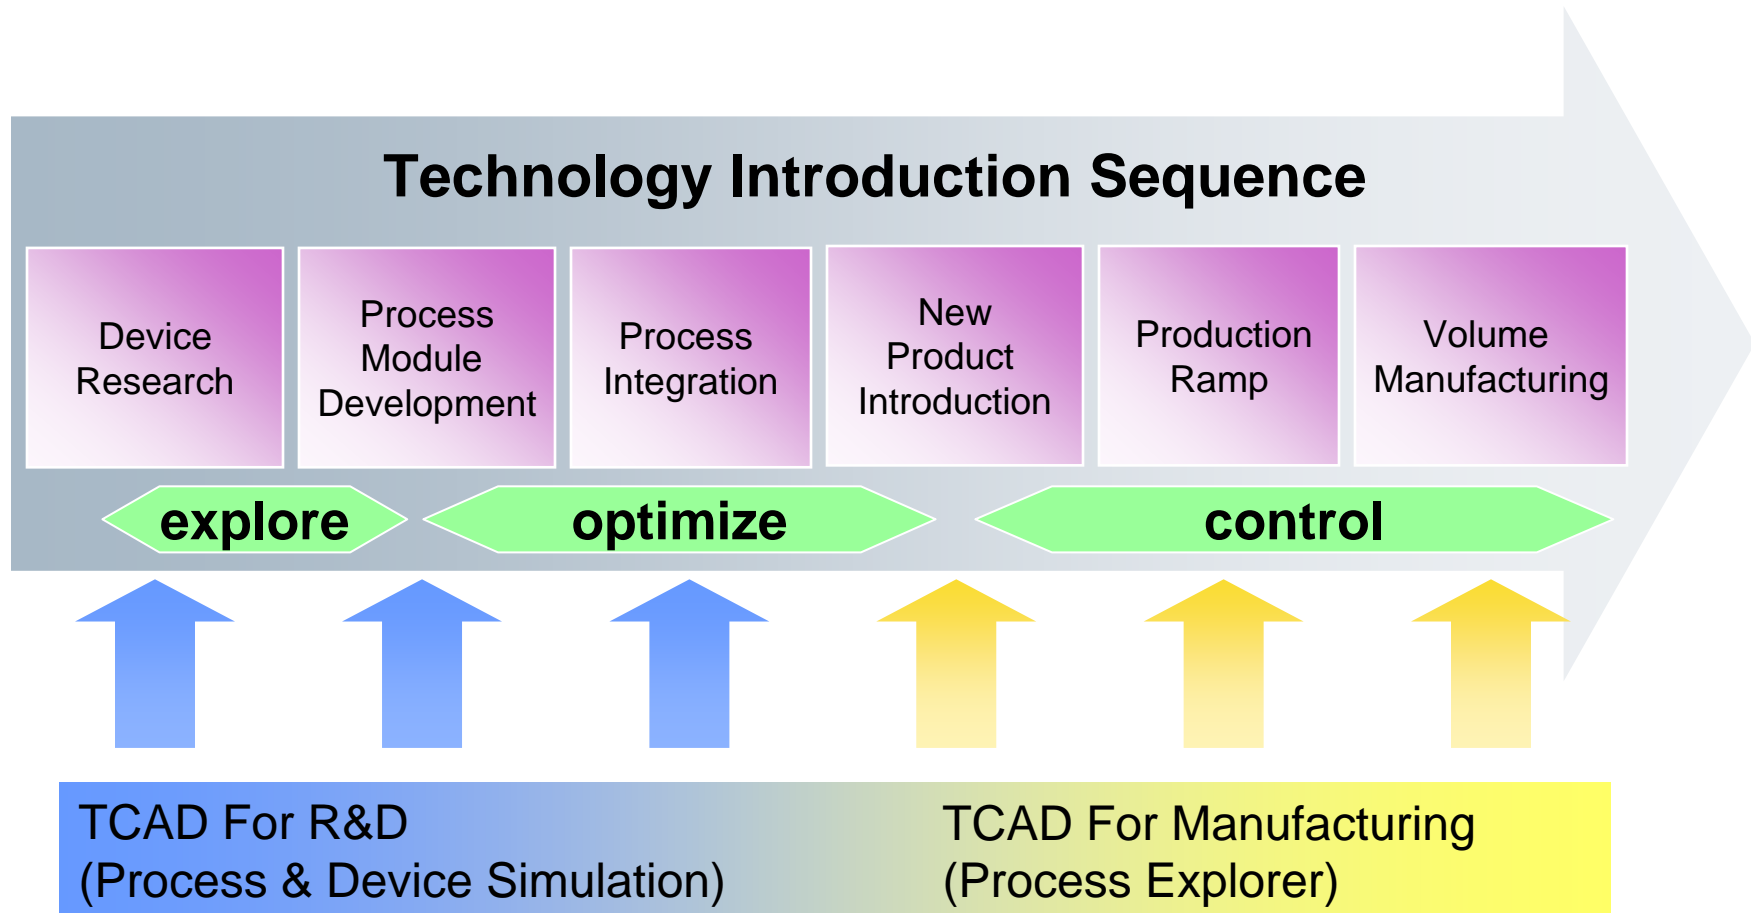 Technology Introduction Sequence
Device
Research
Process
Module
Development
Process
Integration
New
Product
Introduction
Production
Ramp
Volume
Manufacturing
explore
optimize
control
TCAD For R&D
(Process & Device Simulation)
TCAD For Manufacturing
(Process Explorer)